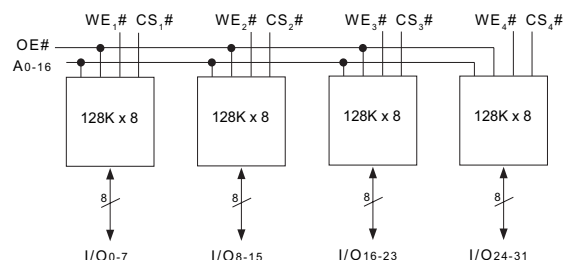 WE1# CS1# WE2# CS2# WE3# CS3# WE4# CS4#
OE#
A0-16
128K x 8 128K x 8 128K x 8 128K x 8
8 8 8 8
I/O0-7 I/O8-15 I/O16-23 I/O24-31